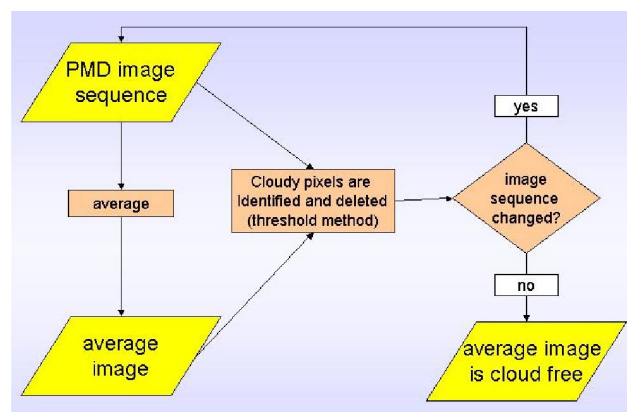 PMD image
sequence
average
average
image
Cloudy pixels are
identified and deleted
(threshold method)
yes
image
sequence
changed?
no
average image
is cloud free